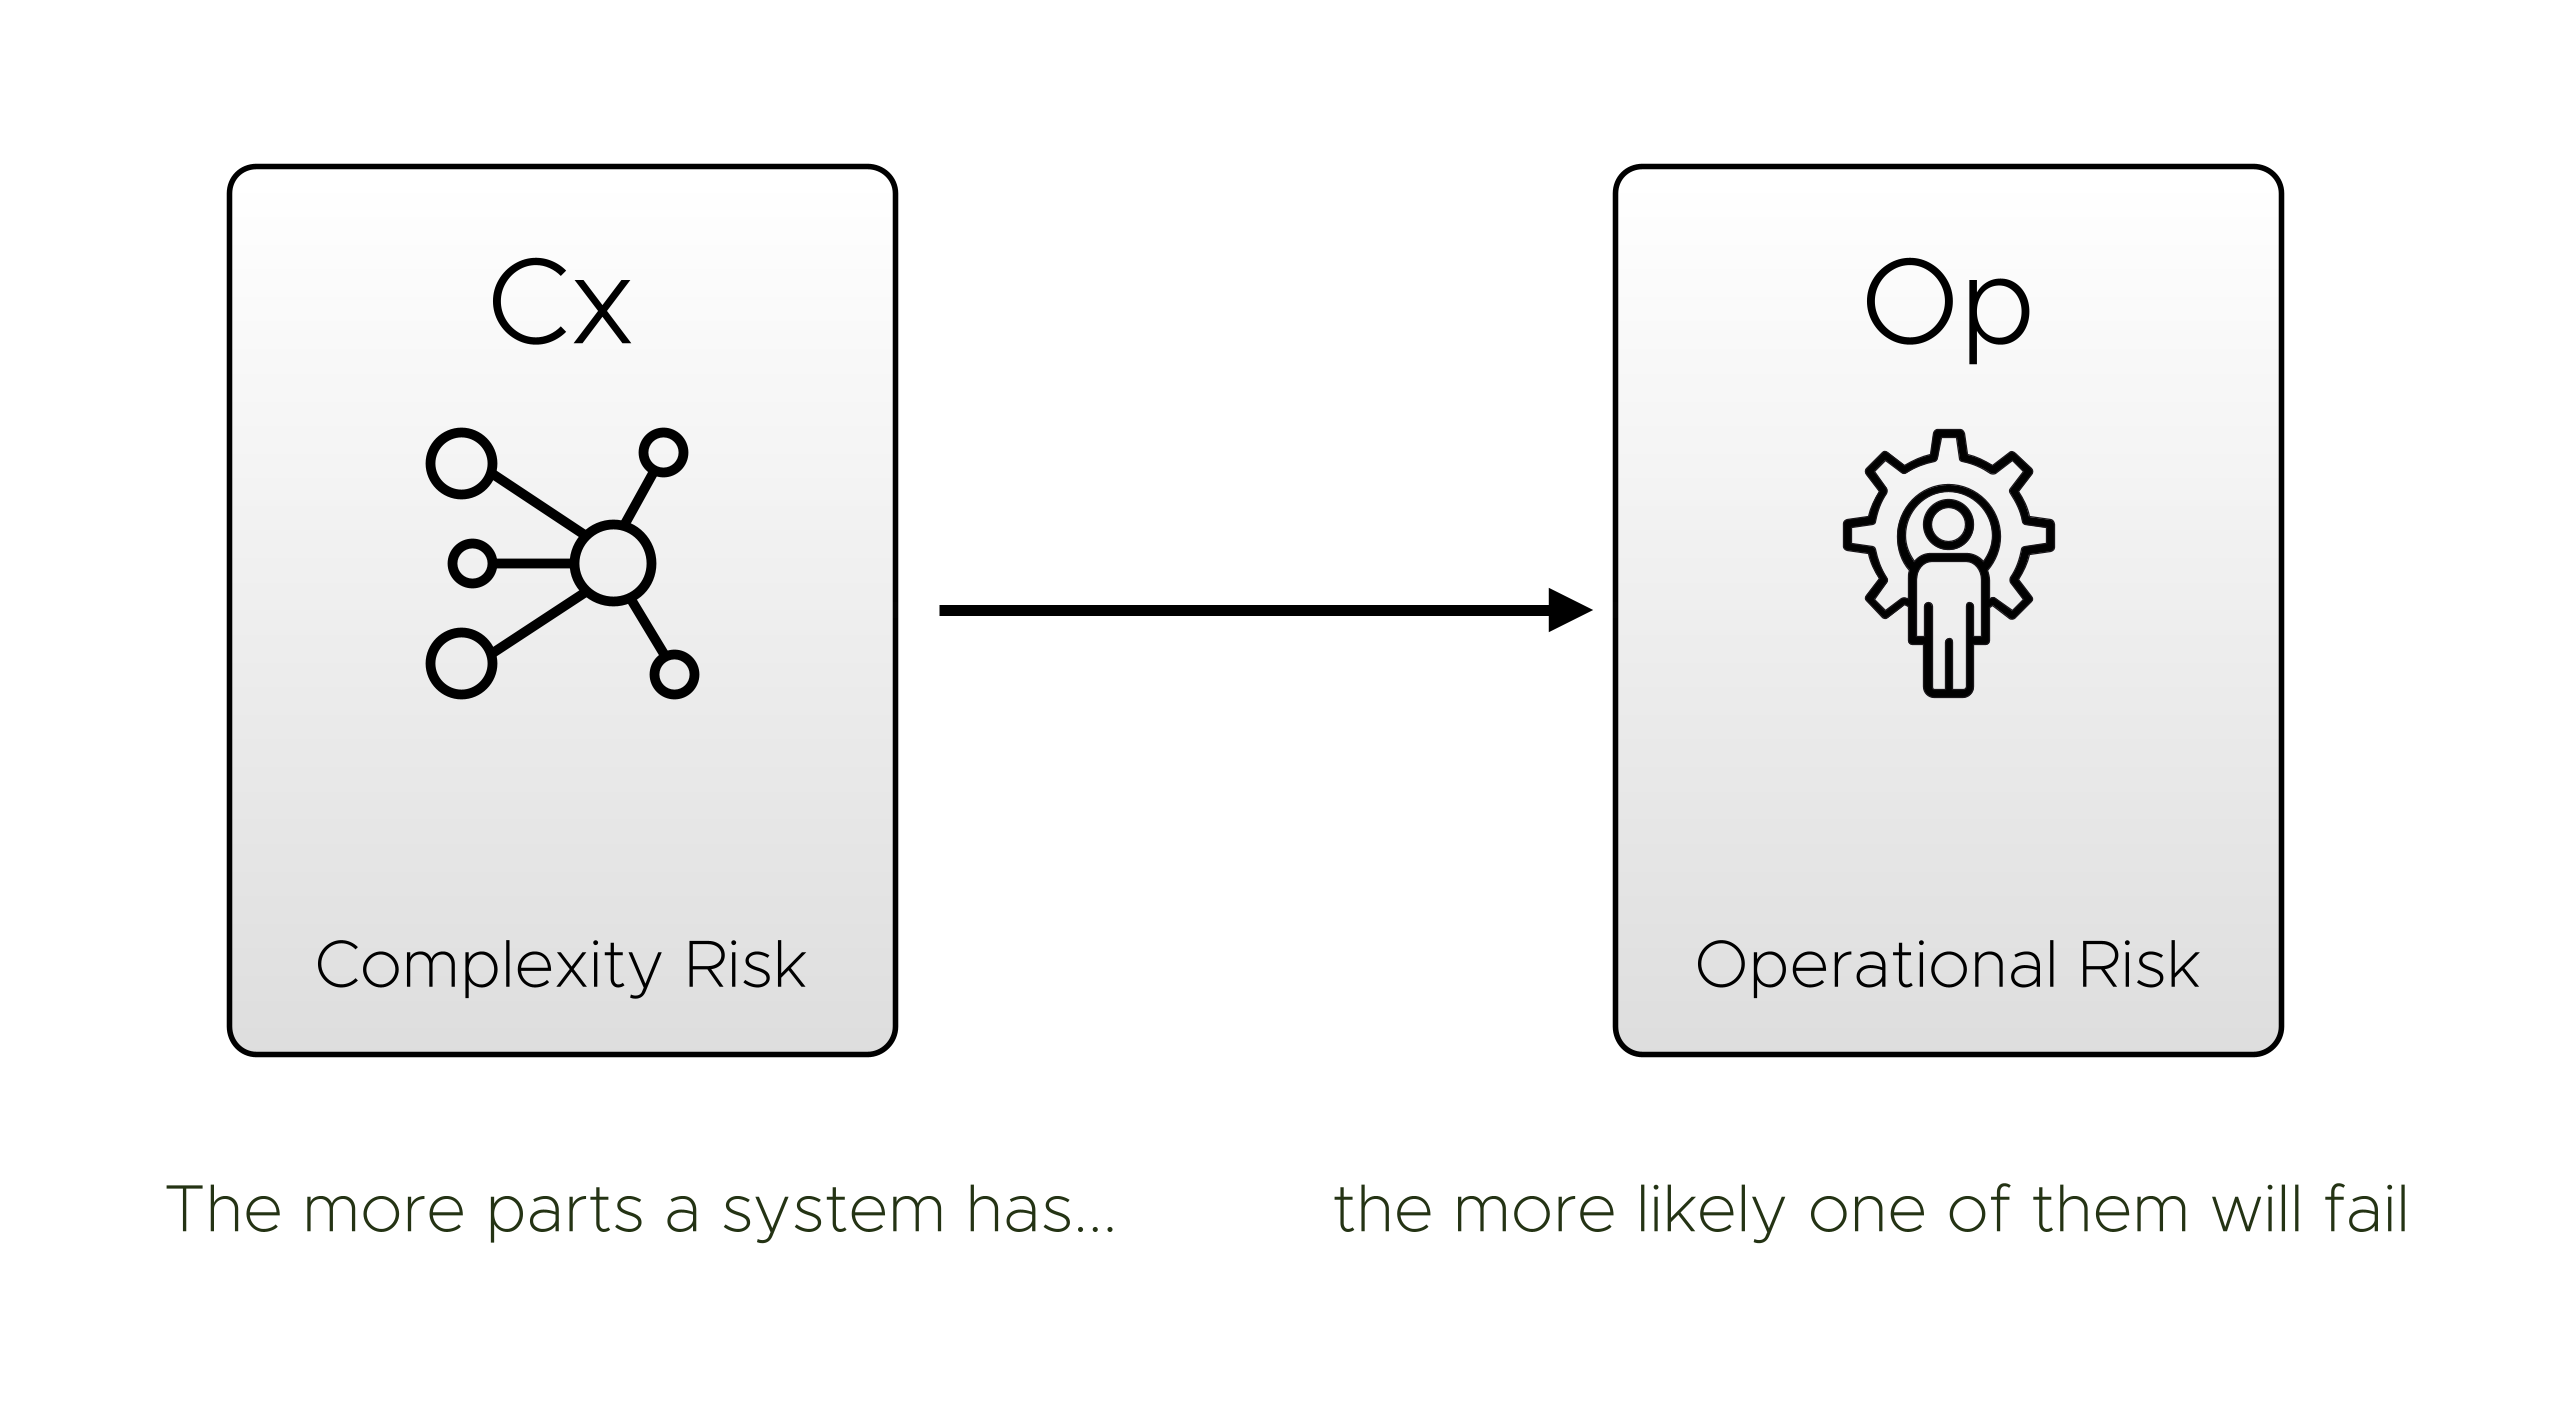 Cx
Op
Complexity Risk
Operational Risk
The more parts a system has...
the more likely one of them will fail